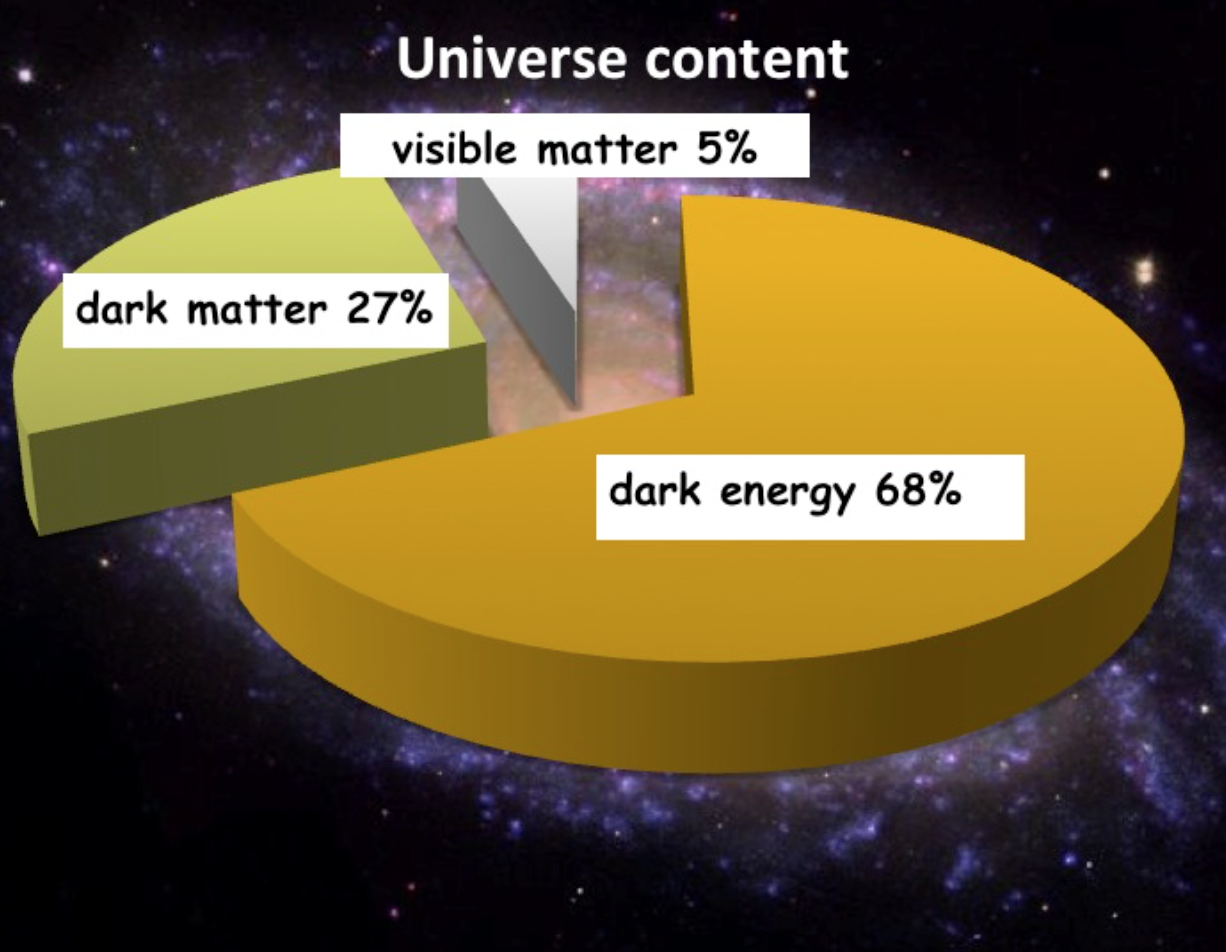 Universe content
visible matter 5%
dark matter 27%
dark energy 68%